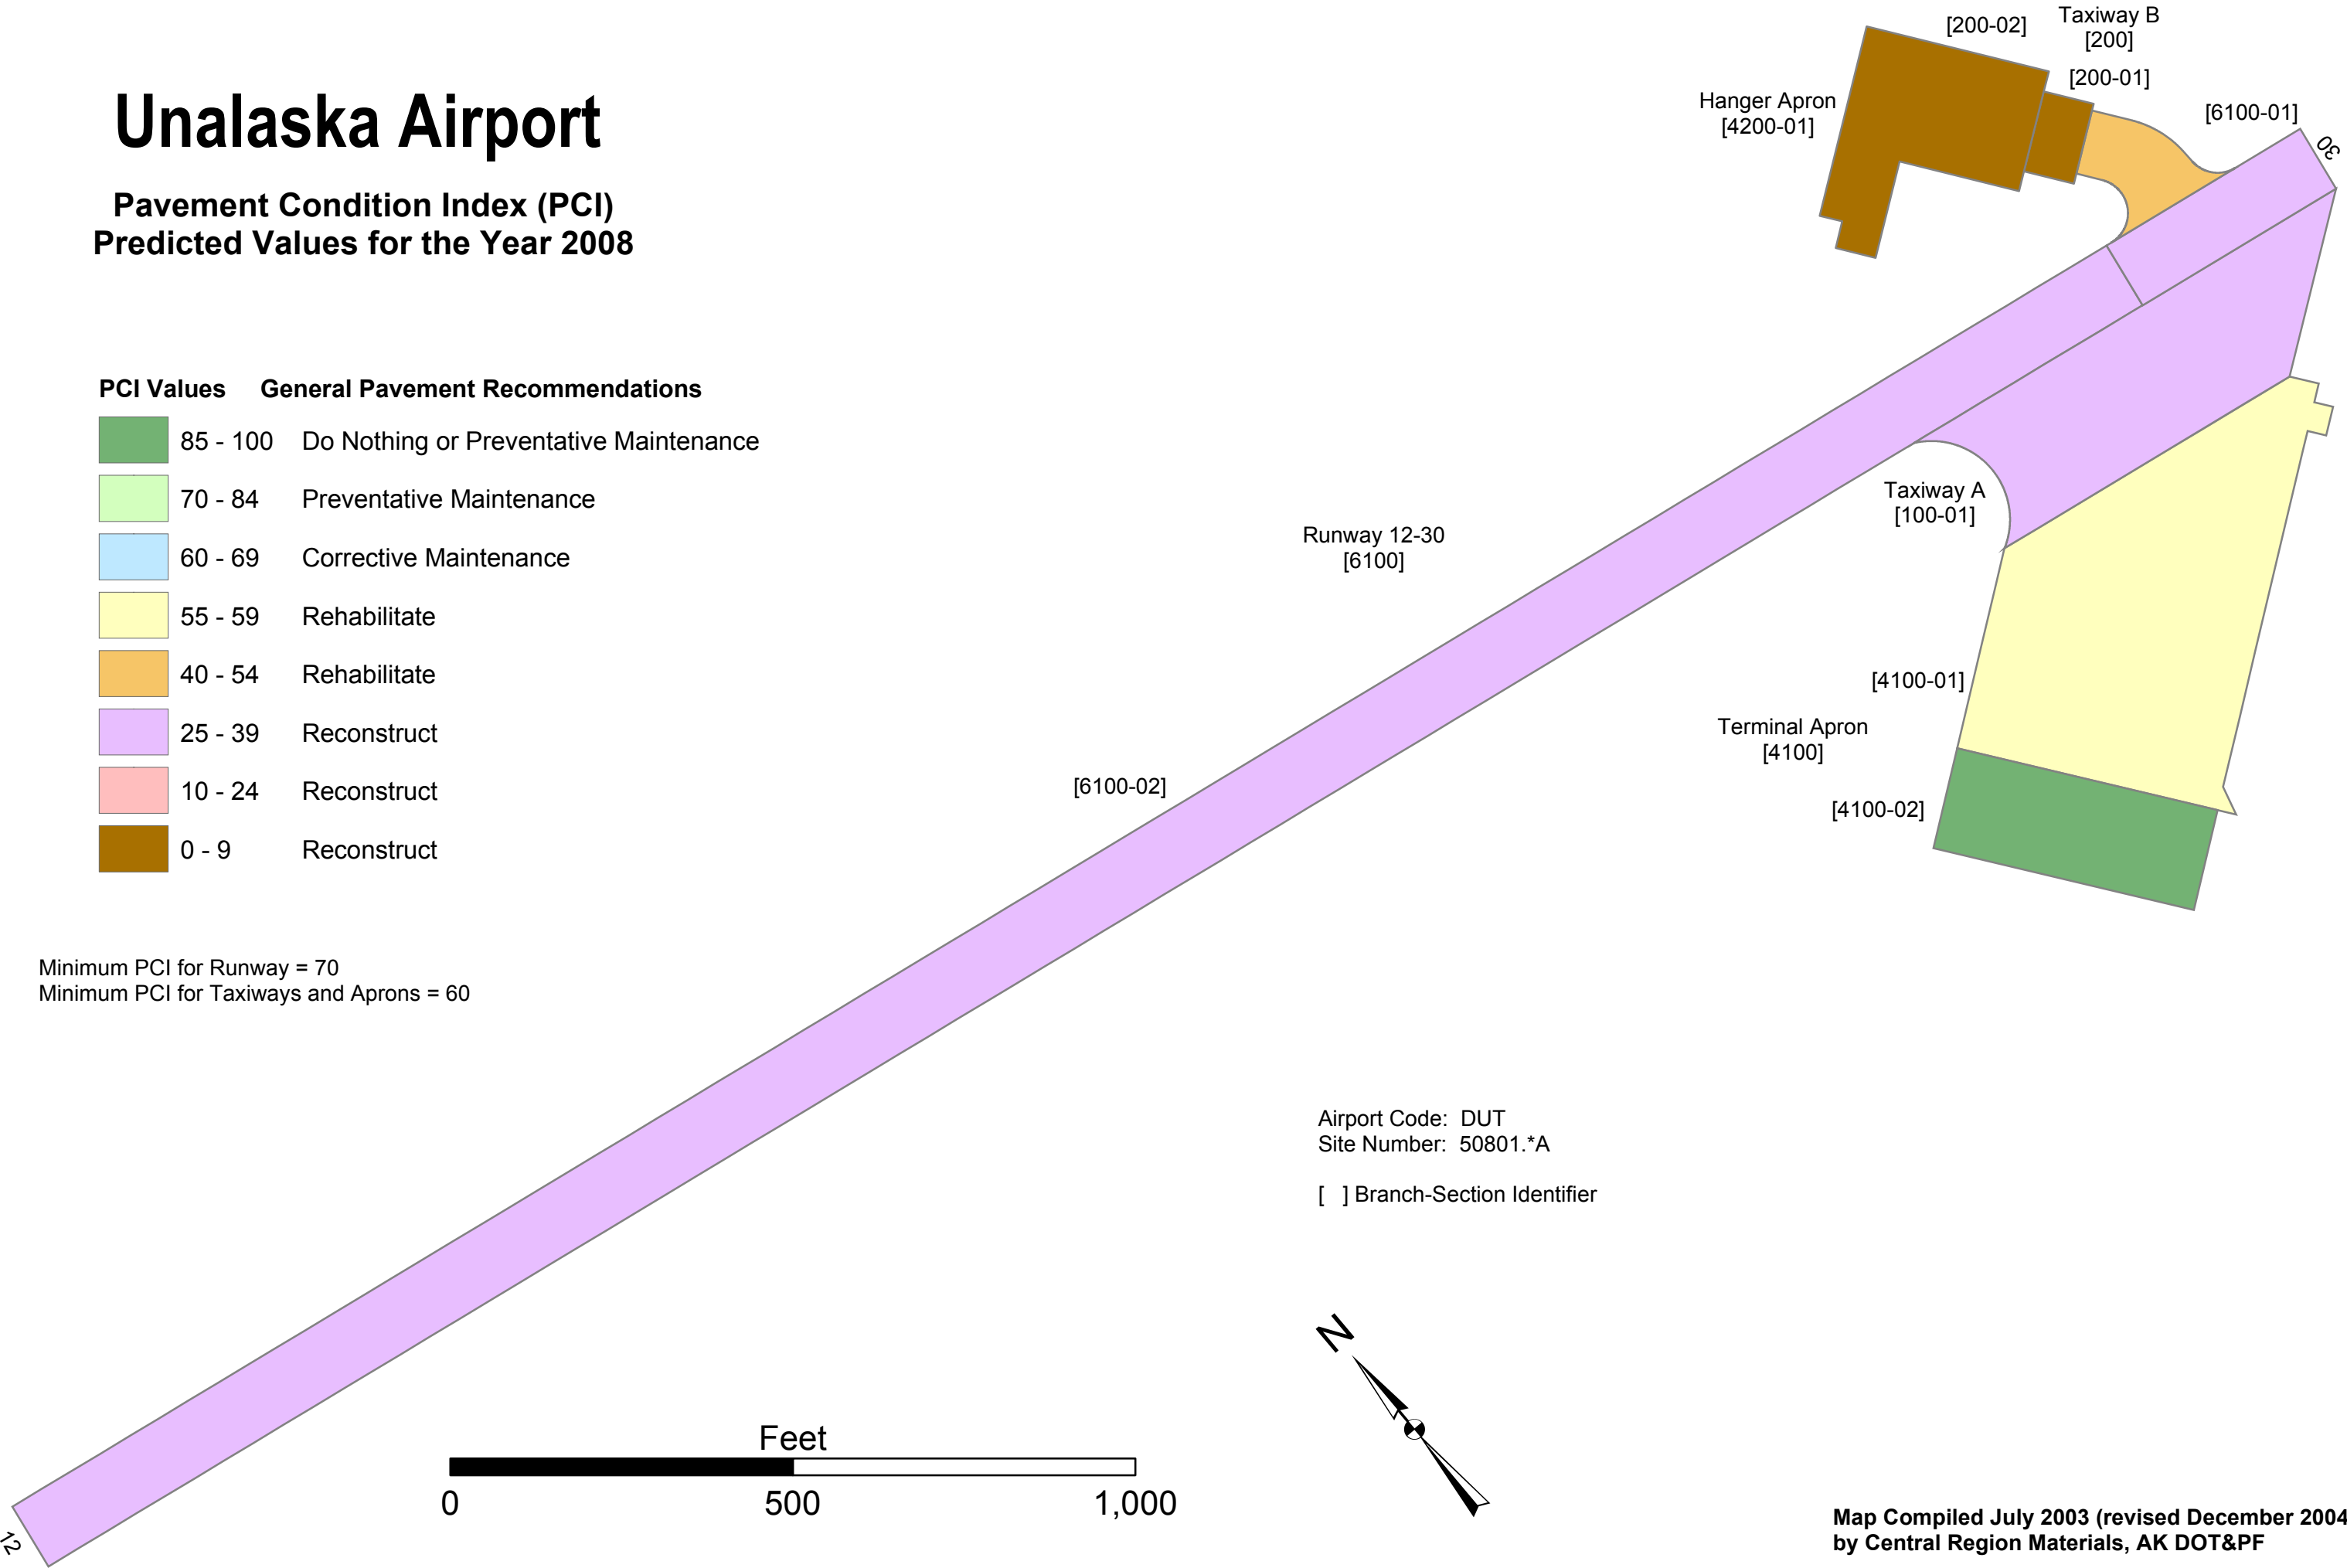 Unalaska Airport
Pavement Condition Index (PCI)
Predicted Values for the Year 2008
PCI Values General Pavement Recommendations
85 - 100 Do Nothing or Preventative Maintenance
70 - 84 Preventative Maintenance
60 - 69 Corrective Maintenance
55 - 59 Rehabilitate
40 - 54 Rehabilitate
25 - 39 Reconstruct
10 - 24 Reconstruct
0 - 9 Reconstruct
Minimum PCI for Runway = 70
Minimum PCI for Taxiways and Aprons = 60
[200-02]
Taxiway B
[200]
[200-01]
Hanger Apron
[4200-01]
[6100-01]
30
Taxiway A
[100-01]
Runway 12-30
[6100]
[4100-01]
Terminal Apron
[4100]
[6100-02]
[4100-02]
Airport Code: DUT
Site Number: 50801.*A
[ ] Branch-Section Identifier
N
Feet
0 500 1,000
12
Map Compiled July 2003 (revised December 2004
by Central Region Materials, AK DOT&PF